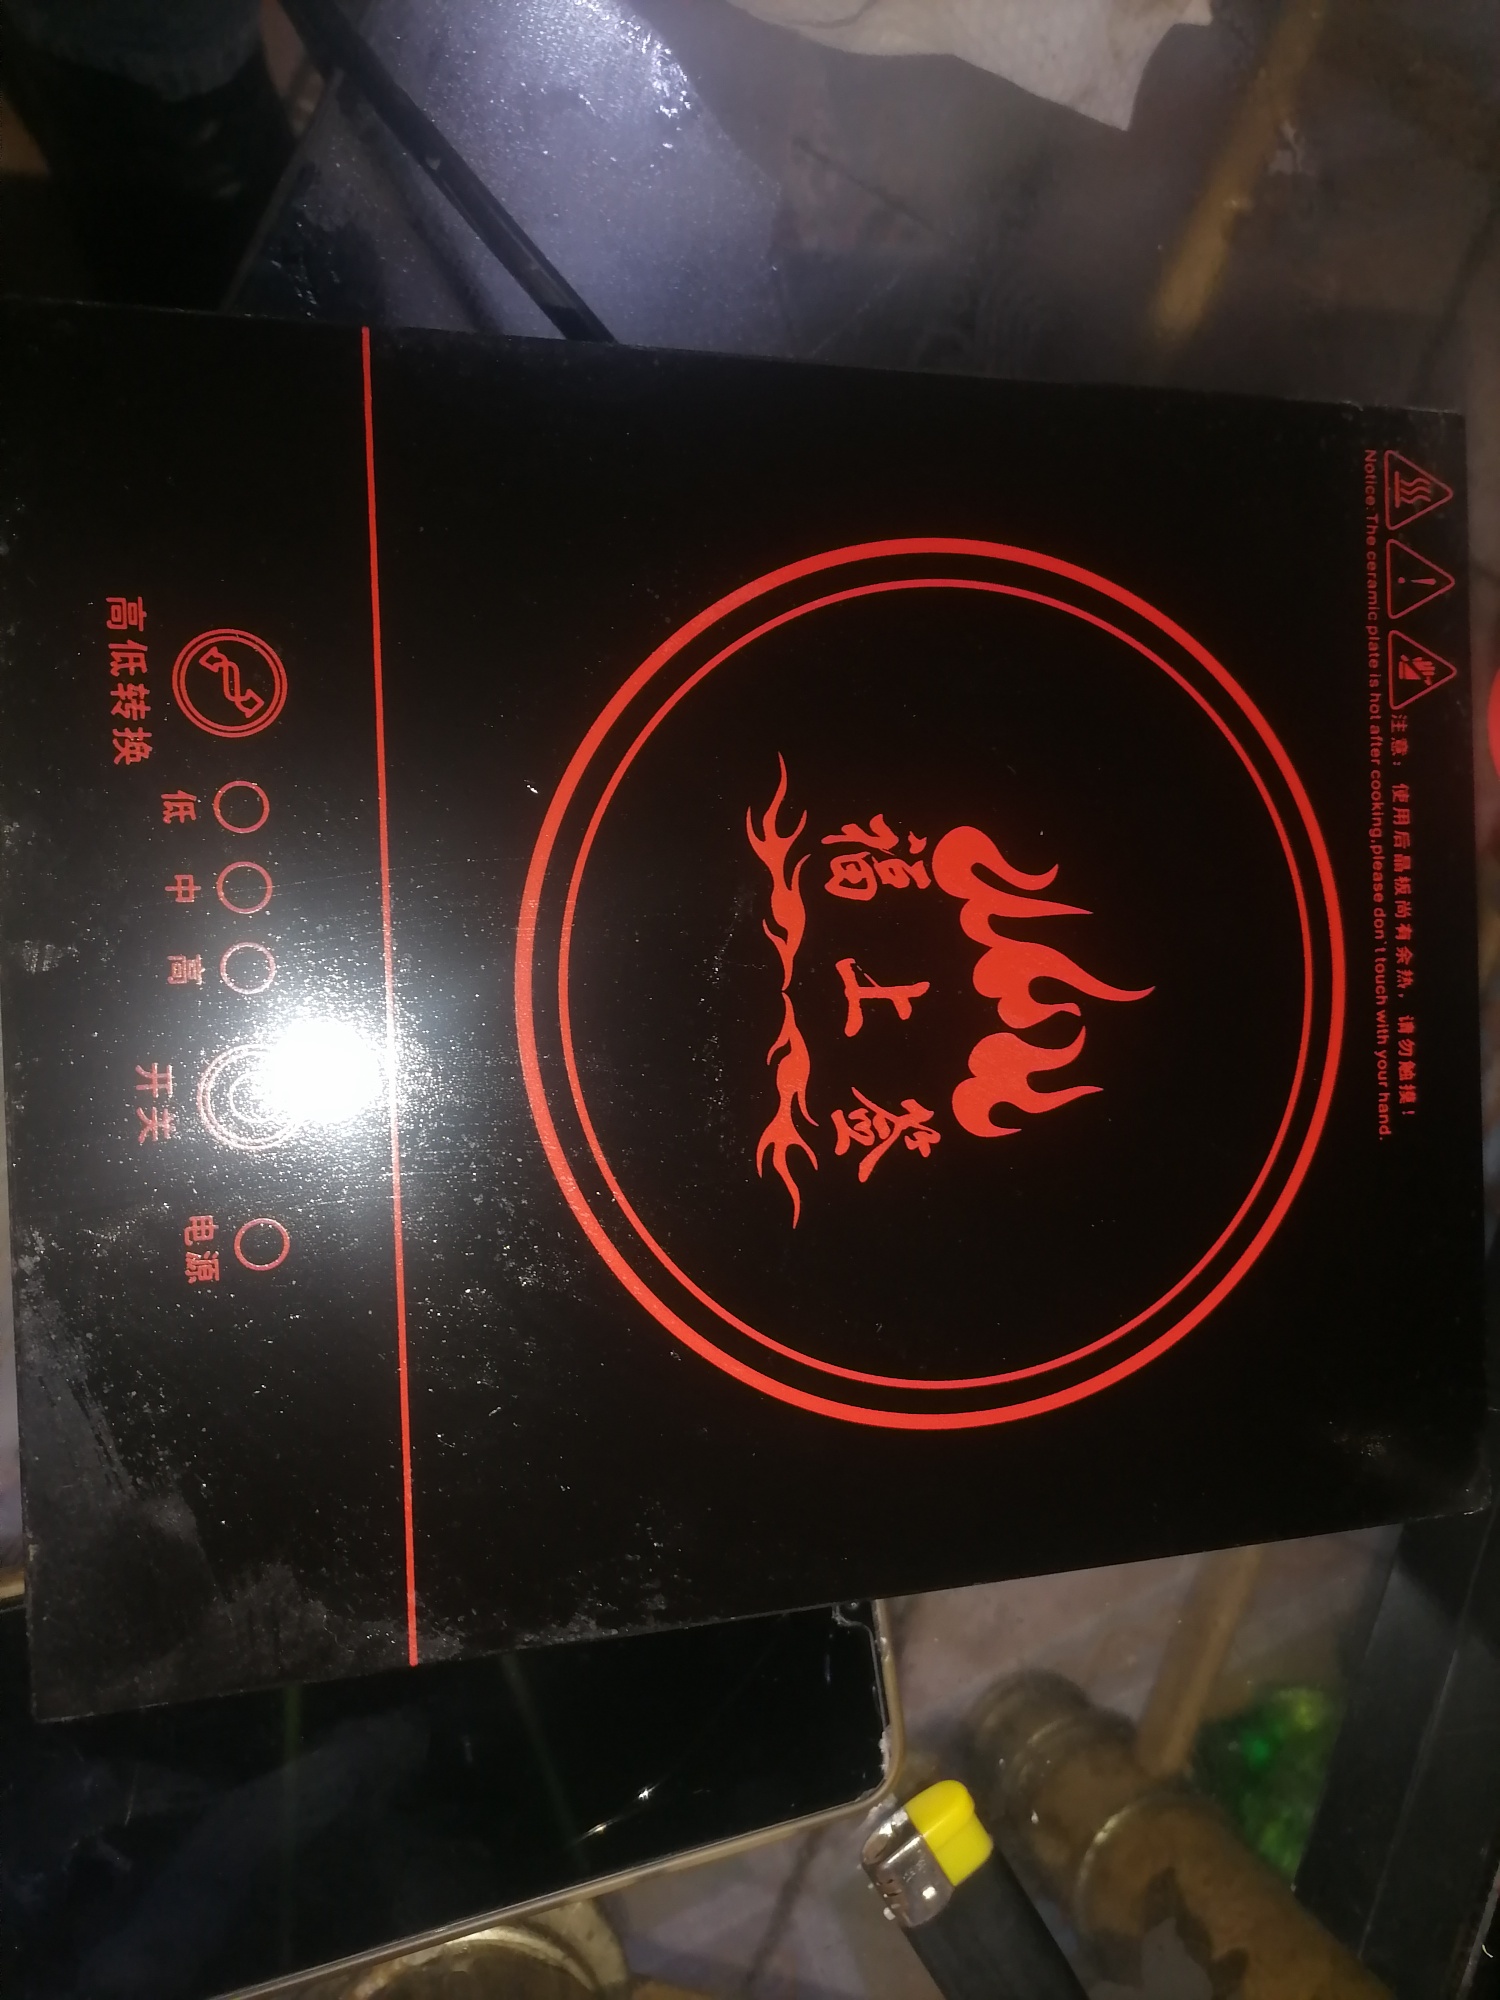 注意：使用后晶板尚有余热，请勿触摸！
Notice:The ceramic plate is hot after cooking,please don't touch with your hand.
福上签
低 中 高
高低转换 开关 电源